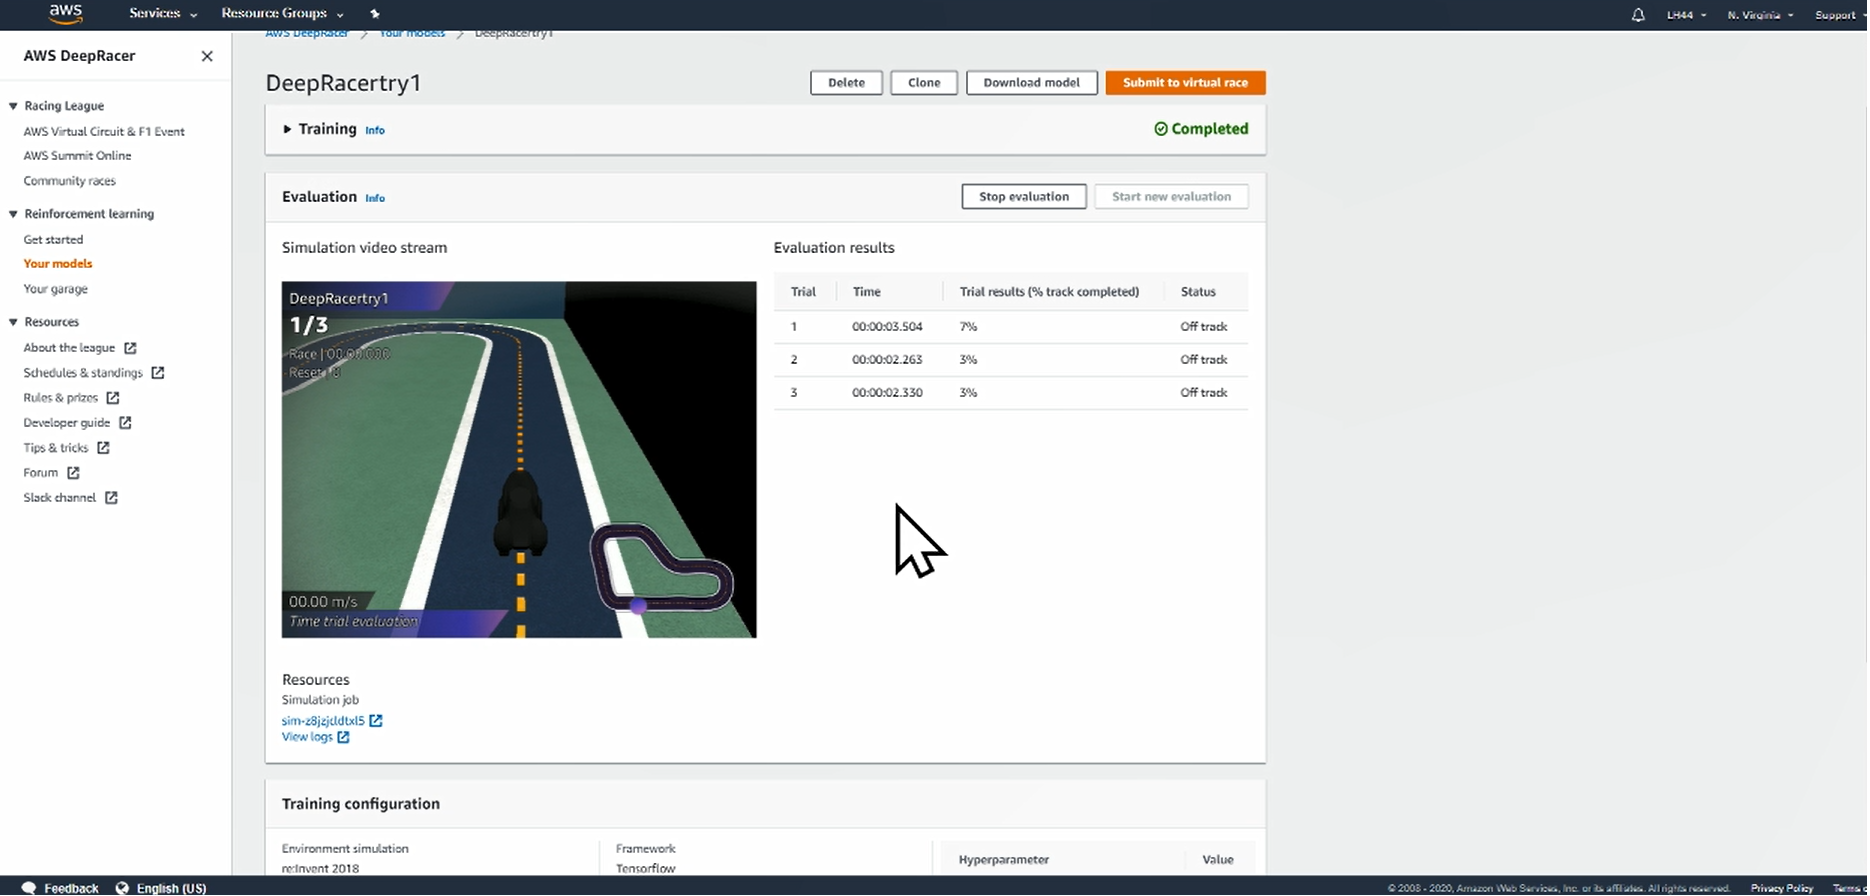 aws
Services
Resource Groups
LH44
N. Virginia
Support
AWS DeepRacer
Racing League
AWS Virtual Circuit & F1 Event
AWS Summit Online
Community races
Reinforcement learning
Get started
Your models
Your garage
Resources
About the league
Schedules & standings
Rules & prizes
Developer guide
Tips & tricks
Forum
Slack channel
AWS DeepRacer > Your models > DeepRacertry1
DeepRacertry1
Delete
Clone
Download model
Submit to virtual race
Training Info
Completed
Evaluation Info
Stop evaluation
Start new evaluation
Simulation video stream
DeepRacertry1
1/3
Race | 00:00.000
Reset |
00.00 m/s
Time trial evaluation
Evaluation results
Trial Time Trial results (% track completed) Status
1 00:00:03.504 7% Off track
2 00:00:02.263 3% Off track
3 00:00:02.330 3% Off track
Resources
Simulation job
View logs
Training configuration
Environment simulation
re:Invent 2018
Framework
Tensorflow
Hyperparameter Value
Feedback
English (US)
© 2008 - 2020, Amazon Web Services, Inc. or its affiliates. All rights reserved.
Privacy Policy
Terms